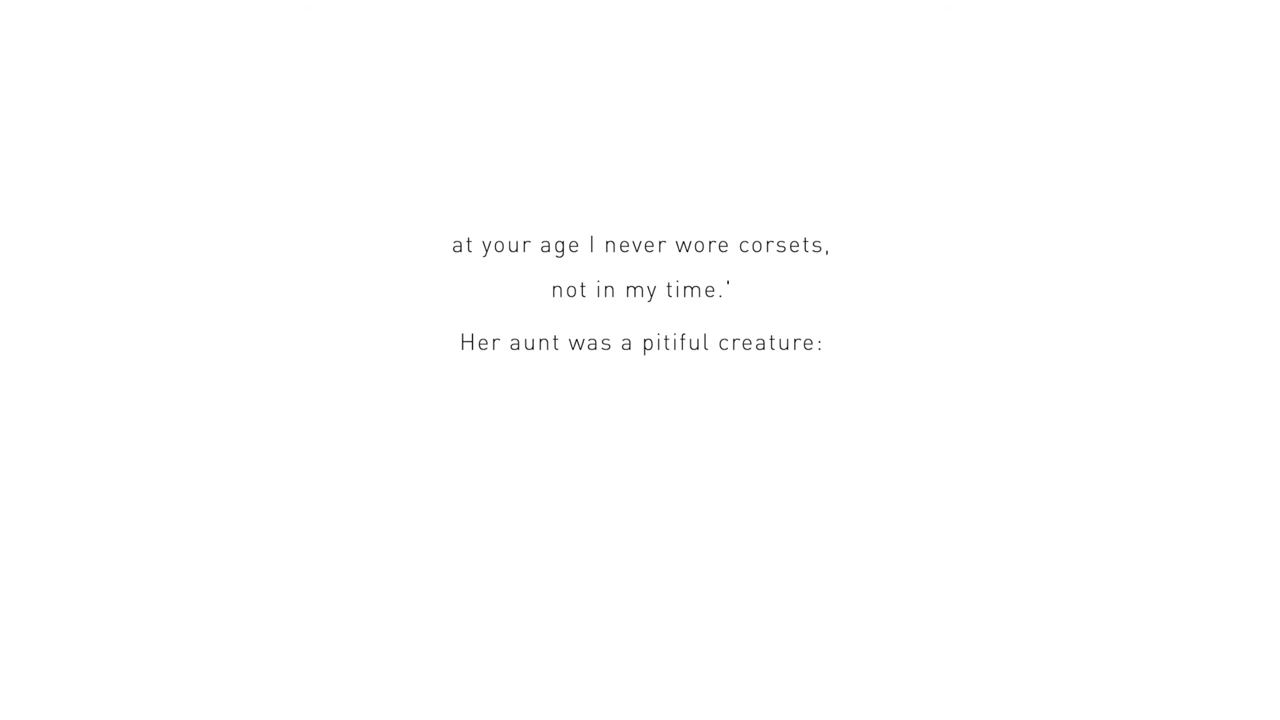 at your age I never wore corsets,
not in my time.'
Her aunt was a pitiful creature: